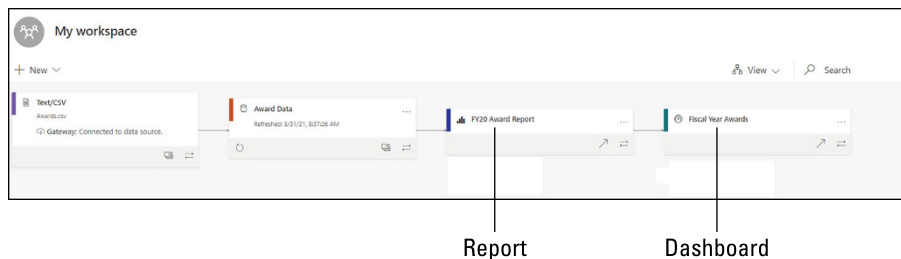 My workspace
New
View
Search
Text/CSV
Awards.csv
Gateway: Connected to data source.
Award Data
Refreshed: 5/31/21, 8:37:26 AM
FY20 Award Report
Fiscal Year Awards
Report
Dashboard